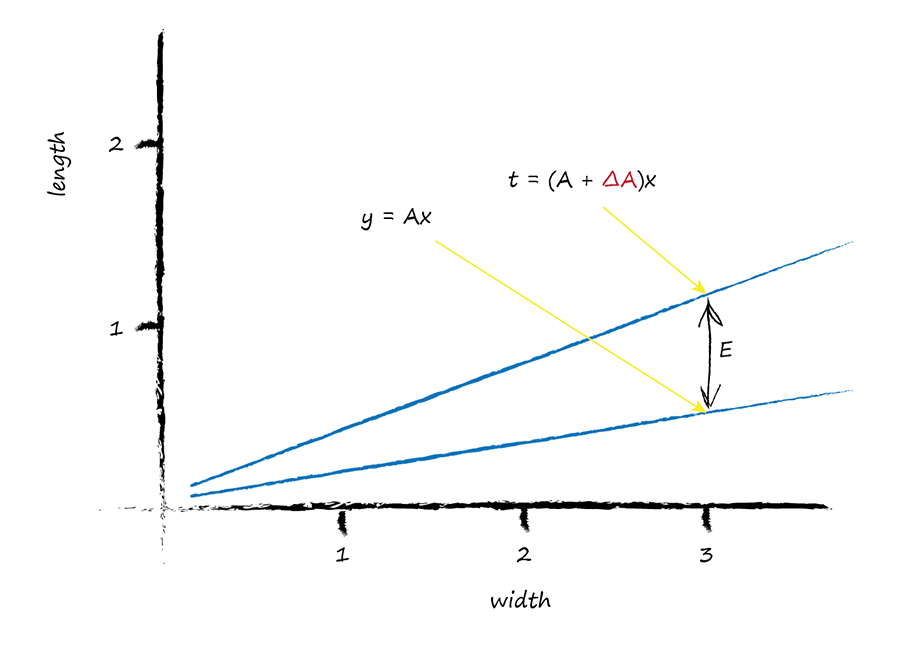 length
2
t = (A + ΔA)x
y = Ax
1
E
1 2 3
width